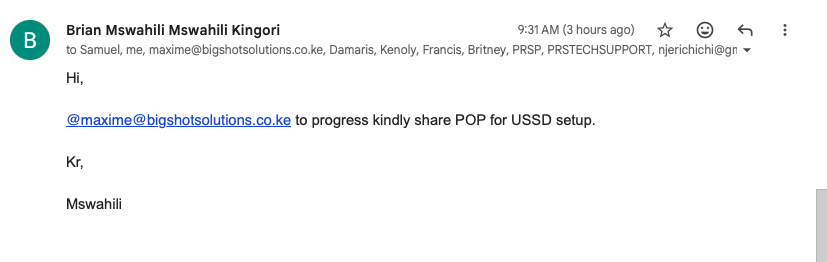 B
Brian Mswahili Mswahili Kingori
9:31 AM (3 hours ago)
to Samuel, me, maxime@bigshotsolutions.co.ke, Damaris, Kenoly, Francis, Britney, PRSP, PRSTECHSUPPORT, njerichichi@gr
Hi,
@maxime@bigshotsolutions.co.ke to progress kindly share POP for USSD setup.
Kr,
Mswahili